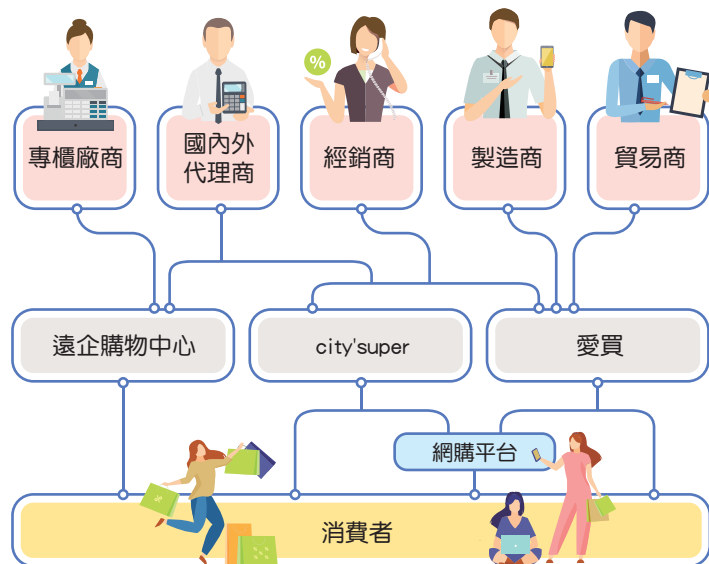 %
專櫃廠商
國內外
代理商
經銷商
製造商
貿易商
遠企購物中心
city'super
愛買
網購平台
消費者